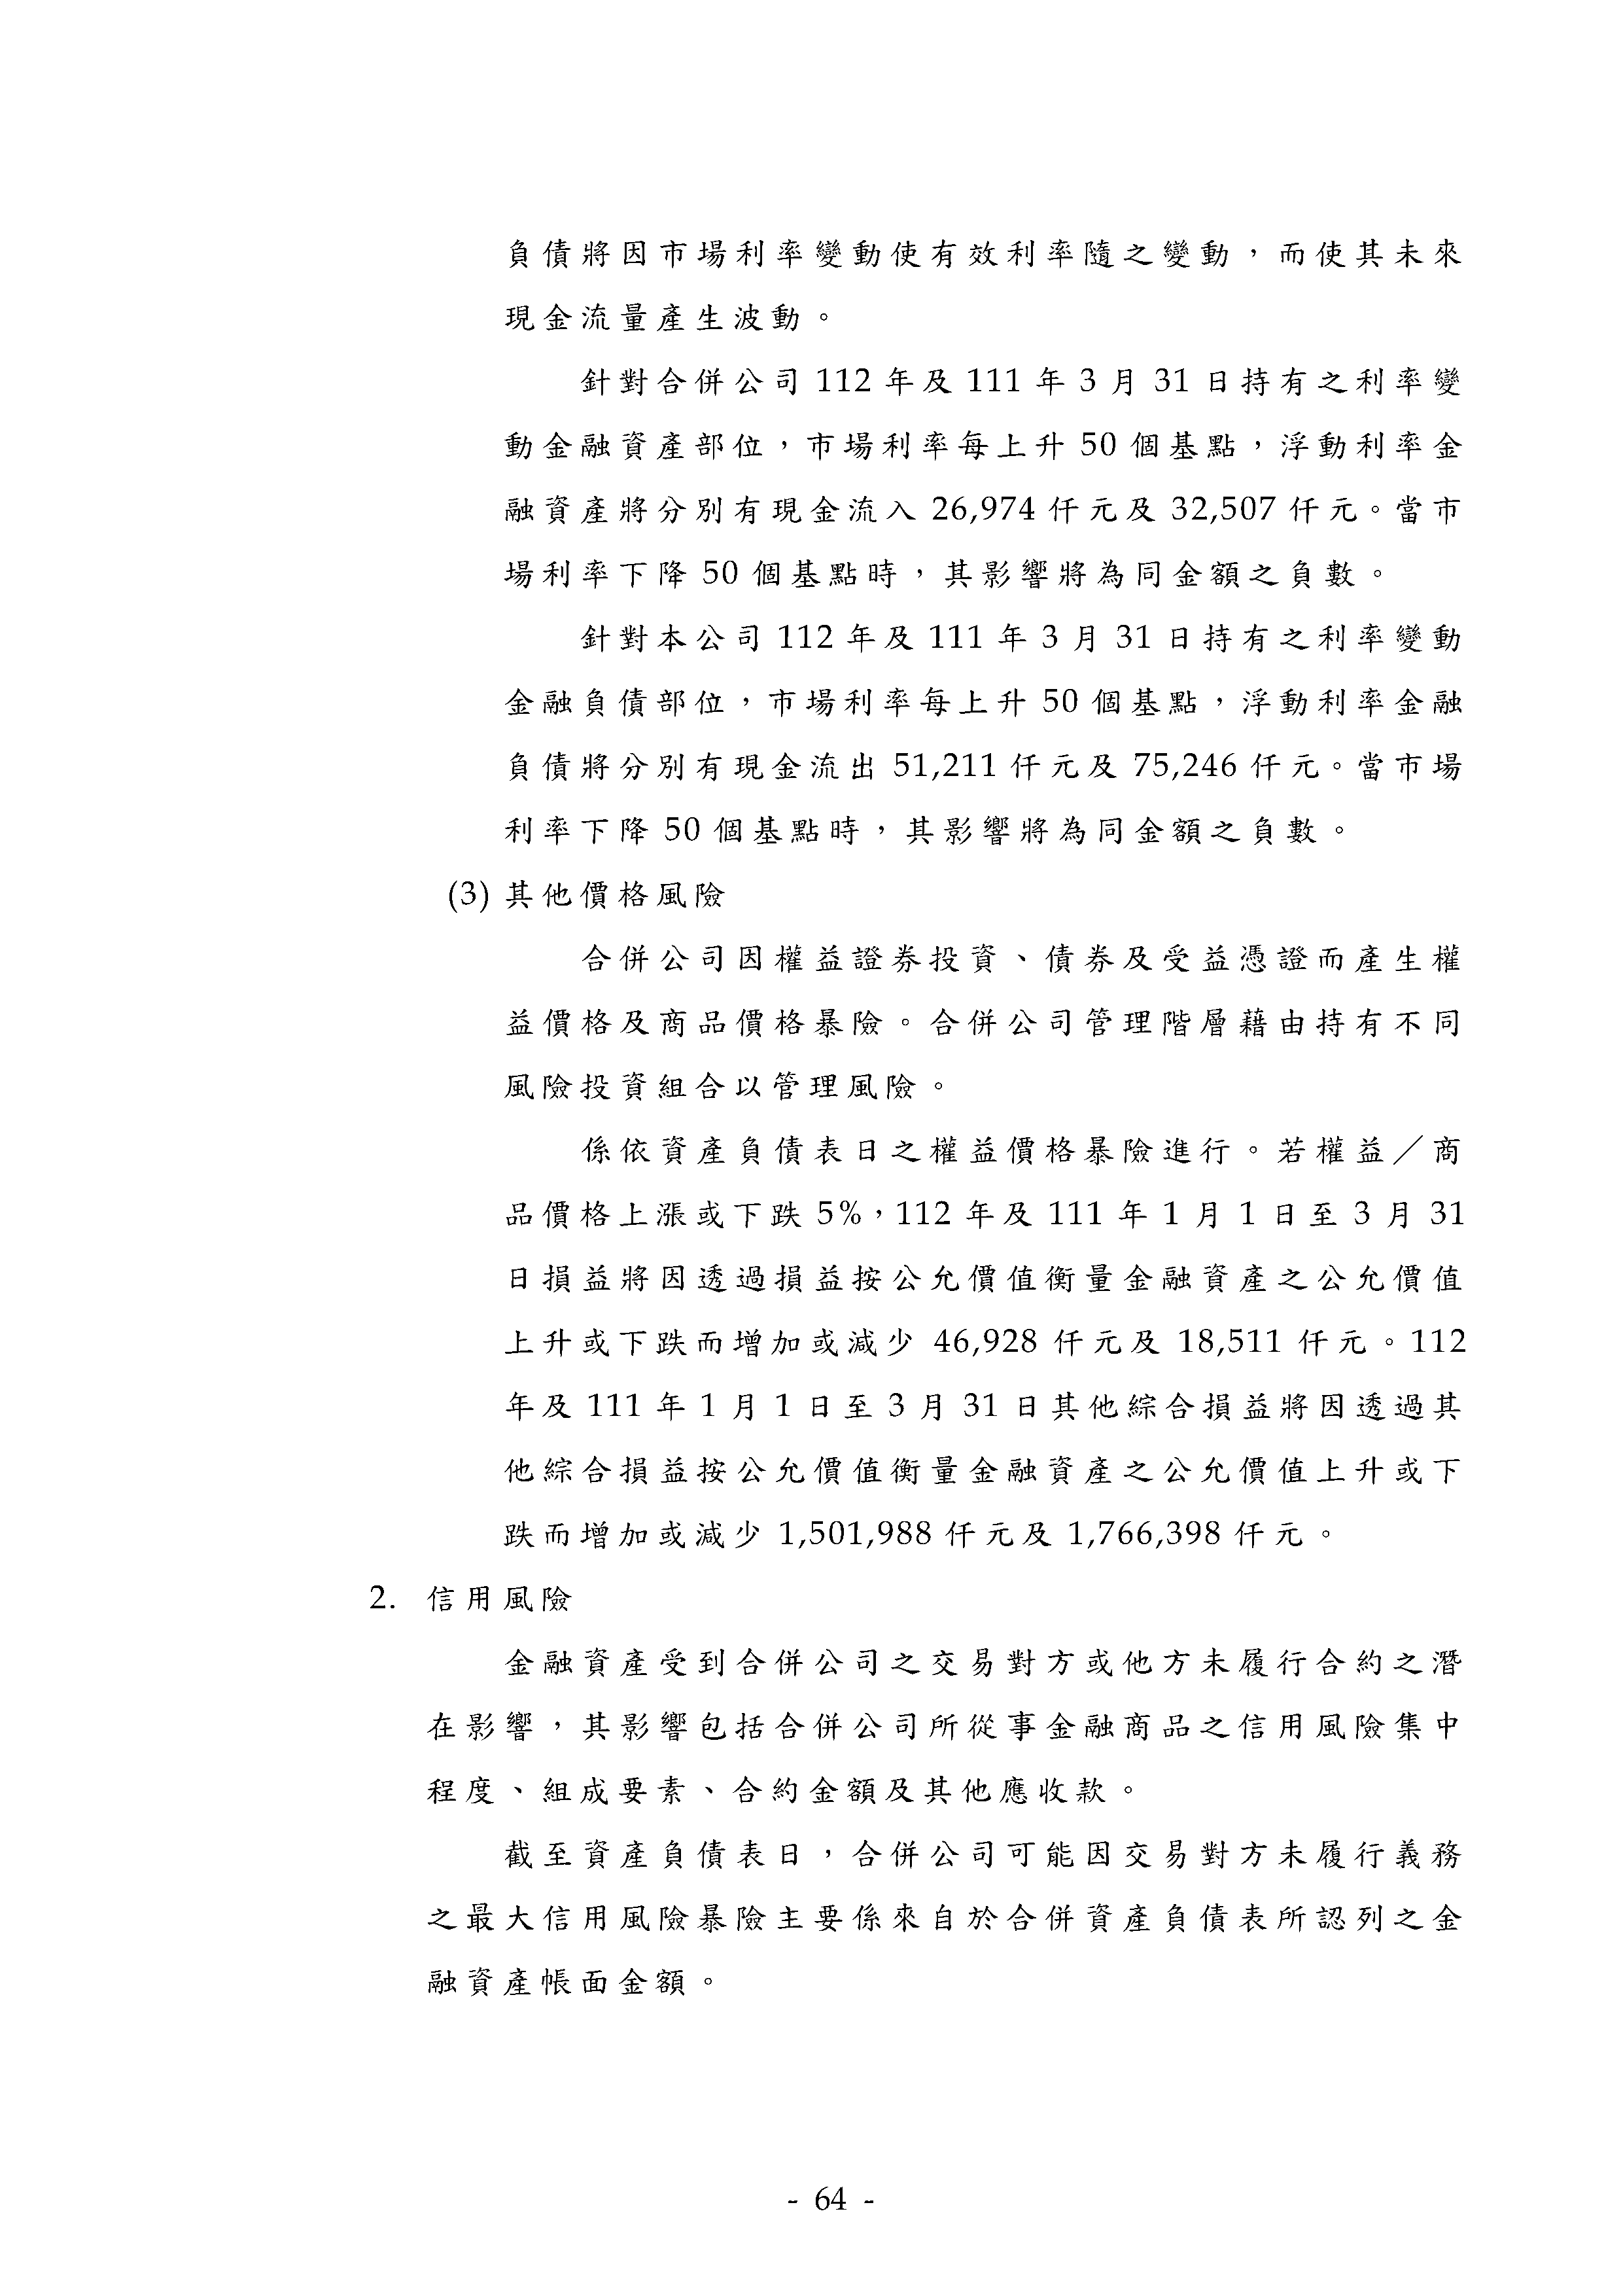 負債將因市場利率變動使有效利率隨之變動，而使其未來
現金流量產生波動。
針對合併公司 112 年及 111 年 3 月 31 日持有之利率變
動金融資產部位，市場利率每上升 50 個基點，浮動利率金
融資產將分別有現金流入 26,974 仟元及 32,507 仟元。當市
場利率下降 50 個基點時，其影響將為同金額之負數。
針對本公司 112 年及 111 年 3 月 31 日持有之利率變動
金融負債部位，市場利率每上升 50 個基點，浮動利率金融
負債將分別有現金流出 51,211 仟元及 75,246 仟元。當市場
利率下降 50 個基點時，其影響將為同金額之負數。
(3) 其他價格風險
合併公司因權益證券投資、債券及受益憑證而產生權
益價格及商品價格暴險。合併公司管理階層藉由持有不同
風險投資組合以管理風險。
係依資產負債表日之權益價格暴險進行。若權益／商
品價格上漲或下跌 5%，112 年及 111 年 1 月 1 日至 3 月 31
日損益將因透過損益按公允價值衡量金融資產之公允價值
上升或下跌而增加或減少 46,928 仟元及 18,511 仟元。112
年及 111 年 1 月 1 日至 3 月 31 日其他綜合損益將因透過其
他綜合損益按公允價值衡量金融資產之公允價值上升或下
跌而增加或減少 1,501,988 仟元及 1,766,398 仟元。
2. 信用風險
金融資產受到合併公司之交易對方或他方未履行合約之潛
在影響，其影響包括合併公司所從事金融商品之信用風險集中
程度、組成要素、合約金額及其他應收款。
截至資產負債表日，合併公司可能因交易對方未履行義務
之最大信用風險暴險主要係來自於合併資產負債表所認列之金
融資產帳面金額。
- 64 -